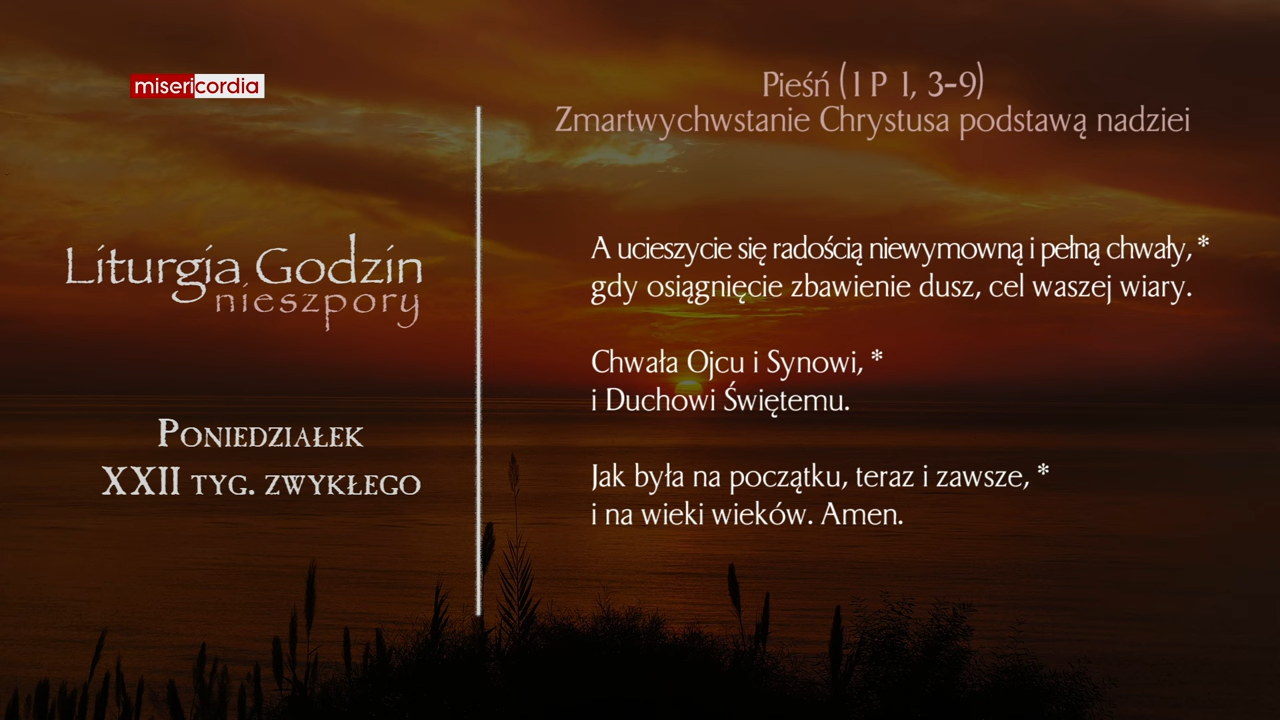 misericordia
Liturgia Godzin
nieszpory
Poniedziałek
XXII tyg. zwykłego
Pieśń (1 P 1, 3-9)
Zmartwychwstanie Chrystusa podstawą nadziei
A ucieszycie się radością niewymowną i pełną chwały, *
gdy osiągnięcie zbawienie dusz, cel waszej wiary.
Chwała Ojcu i Synowi, *
i Duchowi Świętemu.
Jak była na początku, teraz i zawsze, *
i na wieki wieków. Amen.